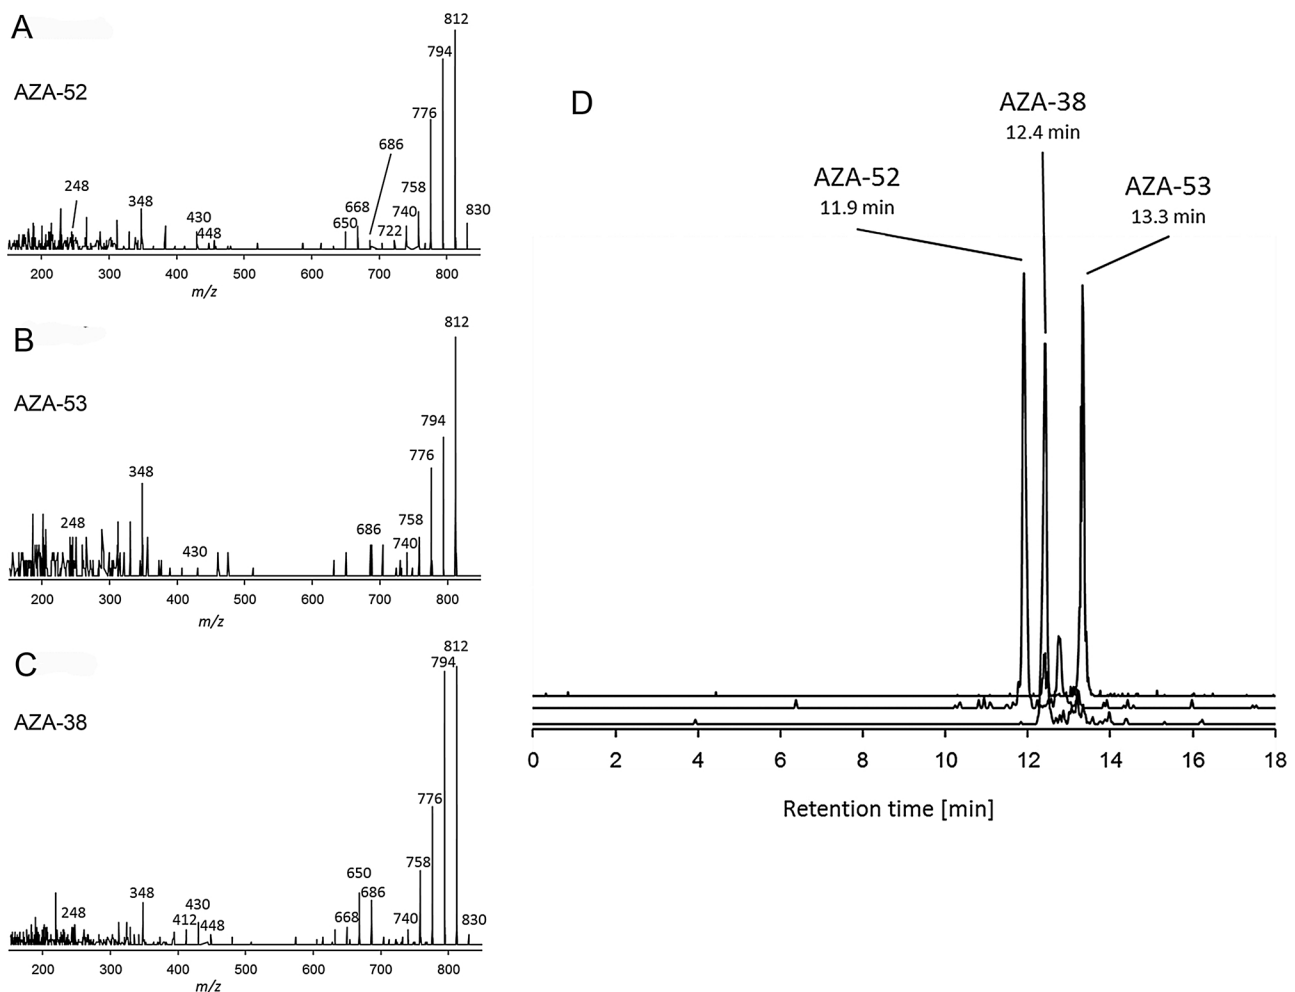 A
AZA-52
248
348
430
448
650
668
686
722
740
758
776
794
812
830
200 300 400 500 600 700 800
m/z
B
AZA-53
248
348
430
686
740
758
776
794
812
200 300 400 500 600 700 800
m/z
C
AZA-38
248
348
412
430
448
650
668
686
740
758
776
794
812
830
200 300 400 500 600 700 800
m/z
D
AZA-52
11.9 min
AZA-38
12.4 min
AZA-53
13.3 min
0 2 4 6 8 10 12 14 16 18
Retention time [min]